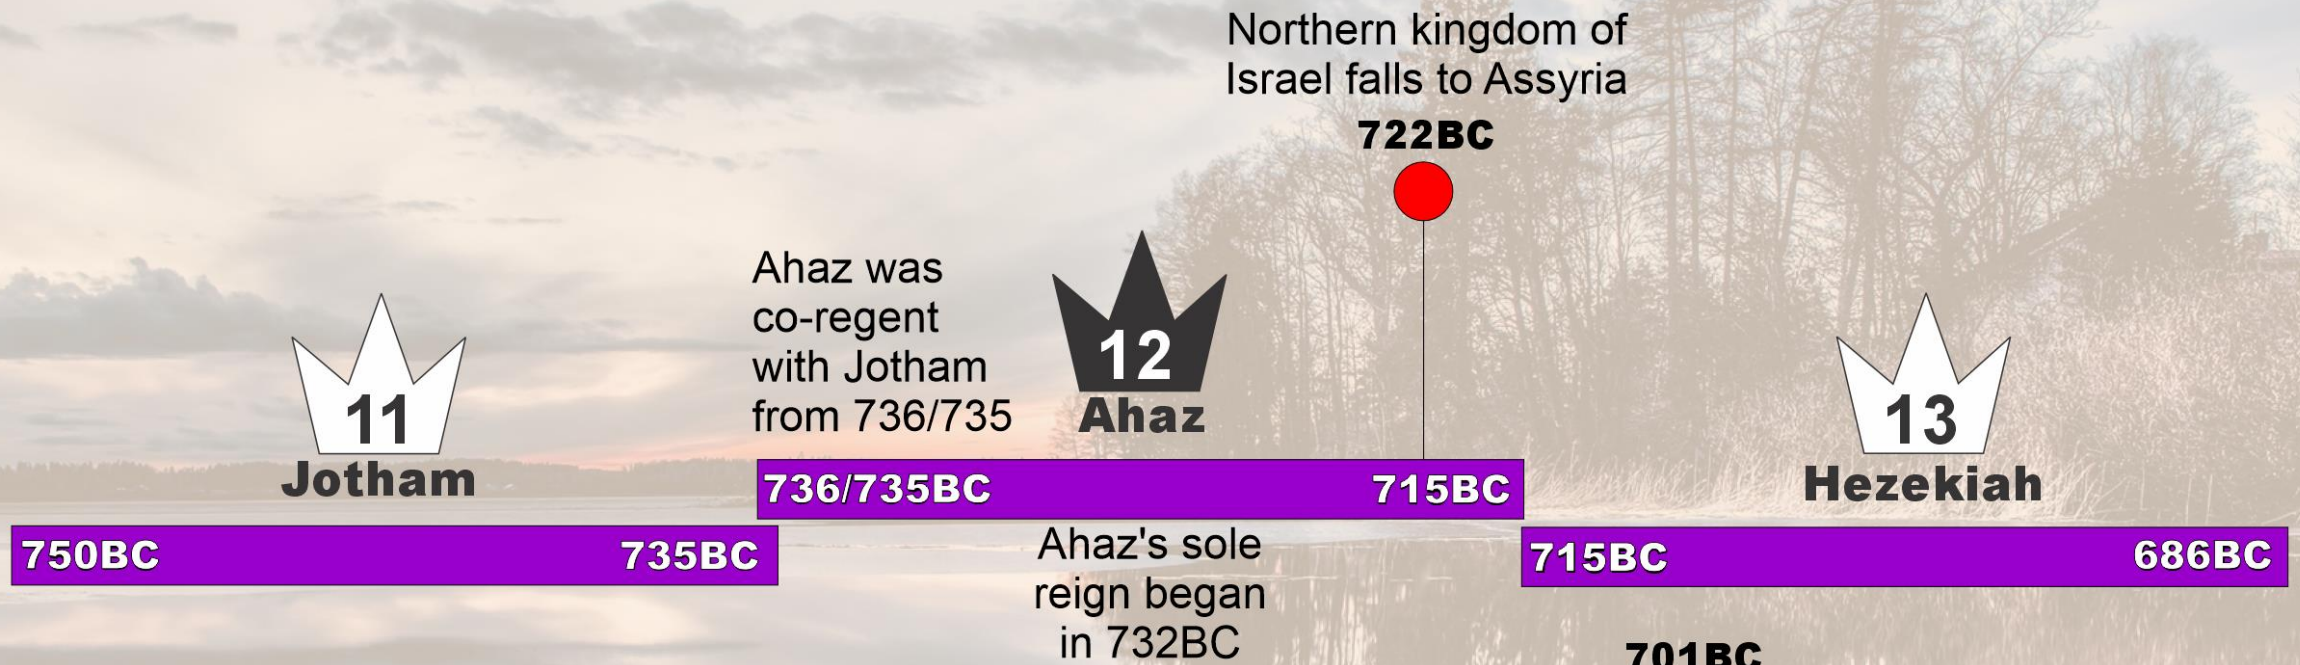 Northern kingdom of
Israel falls to Assyria
722BC
Ahaz was
co-regent
with Jotham
from 736/735
12
Ahaz
11
Jotham
13
Hezekiah
736/735BC
715BC
750BC
735BC
Ahaz's sole
reign began
in 732BC
715BC
686BC
701BC